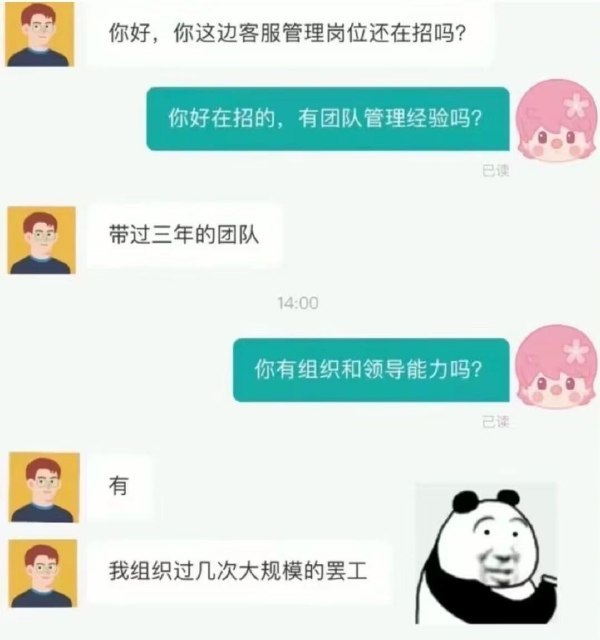 你好，你这边客服管理岗位还在招吗？
你好在招的，有团队管理经验吗？
已读
带过三年的团队
14:00
你有组织和领导能力吗？
已读
有
我组织过几次大规模的罢工